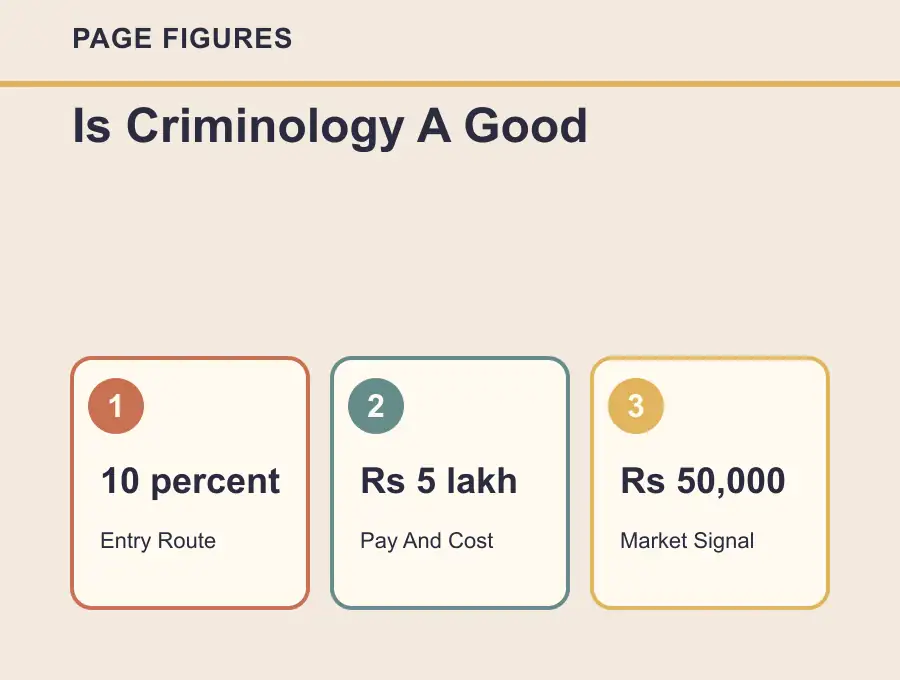 PAGE FIGURES
Is Criminology A Good
1
10 percent
Entry Route
2
Rs 5 lakh
Pay And Cost
3
Rs 50,000
Market Signal